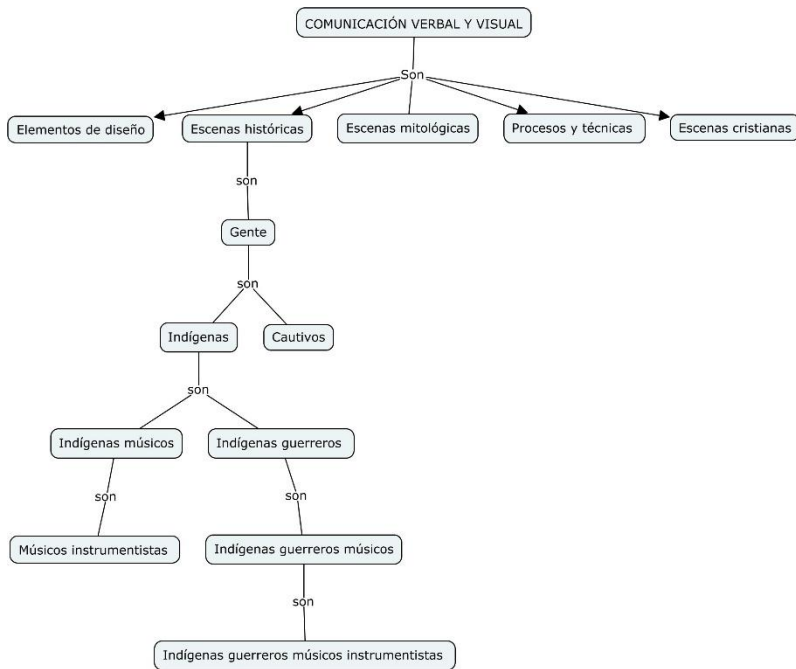 COMUNICACIÓN VERBAL Y VISUAL
Son
Elementos de diseño
Escenas históricas
Escenas mitológicas
Procesos y técnicas
Escenas cristianas
son
Gente
son
Indígenas
Cautivos
son
Indígenas músicos
Indígenas guerreros
son
son
Músicos instrumentistas
Indígenas guerreros músicos
son
Indígenas guerreros músicos instrumentistas